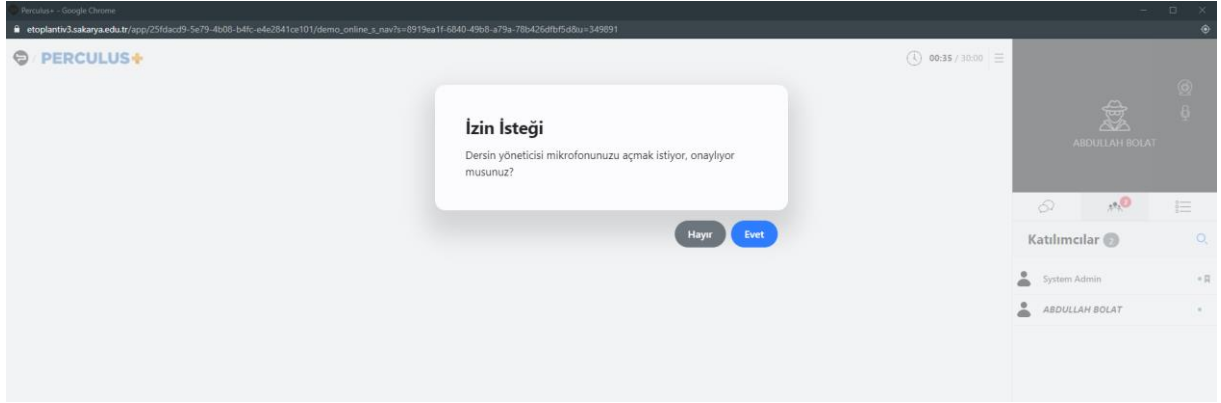 Perculus+ - Google Chrome
etoplantiv3.sakarya.edu.tr/app/25fdacd9-5e79-4b08-b4fc-e4e2841ce101/demo_online_s_nav?s=8919ea1f-6840-49b8-a79a-78b426dfbf5d&u=349891
PERCULUS+
00:35 / 30:00
ABDULLAH BOLAT
İzin İsteği
Dersin yöneticisi mikrofonunuzu açmak istiyor, onaylıyor
musunuz?
Hayır Evet
2
Katılımcılar 2
System Admin
ABDULLAH BOLAT